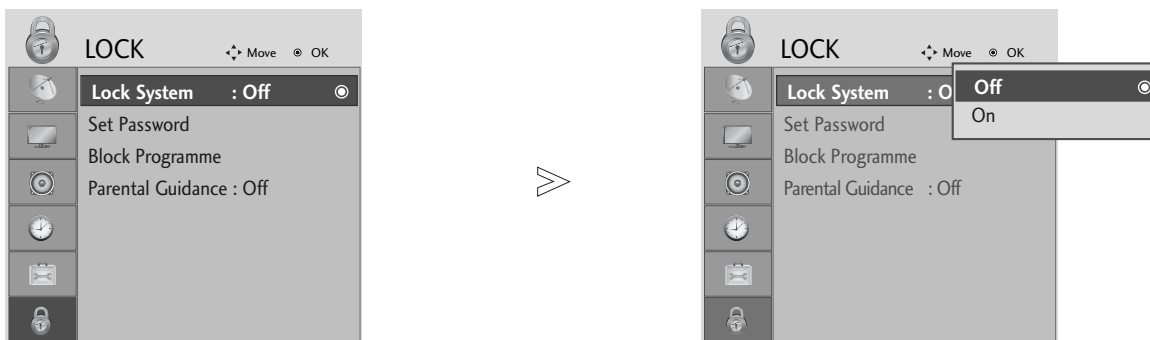 LOCK Move OK
Lock System : Off
Set Password
Block Programme
Parental Guidance : Off
LOCK Move OK
Lock System : O
Set Password
Block Programme
Parental Guidance : Off
Off
On